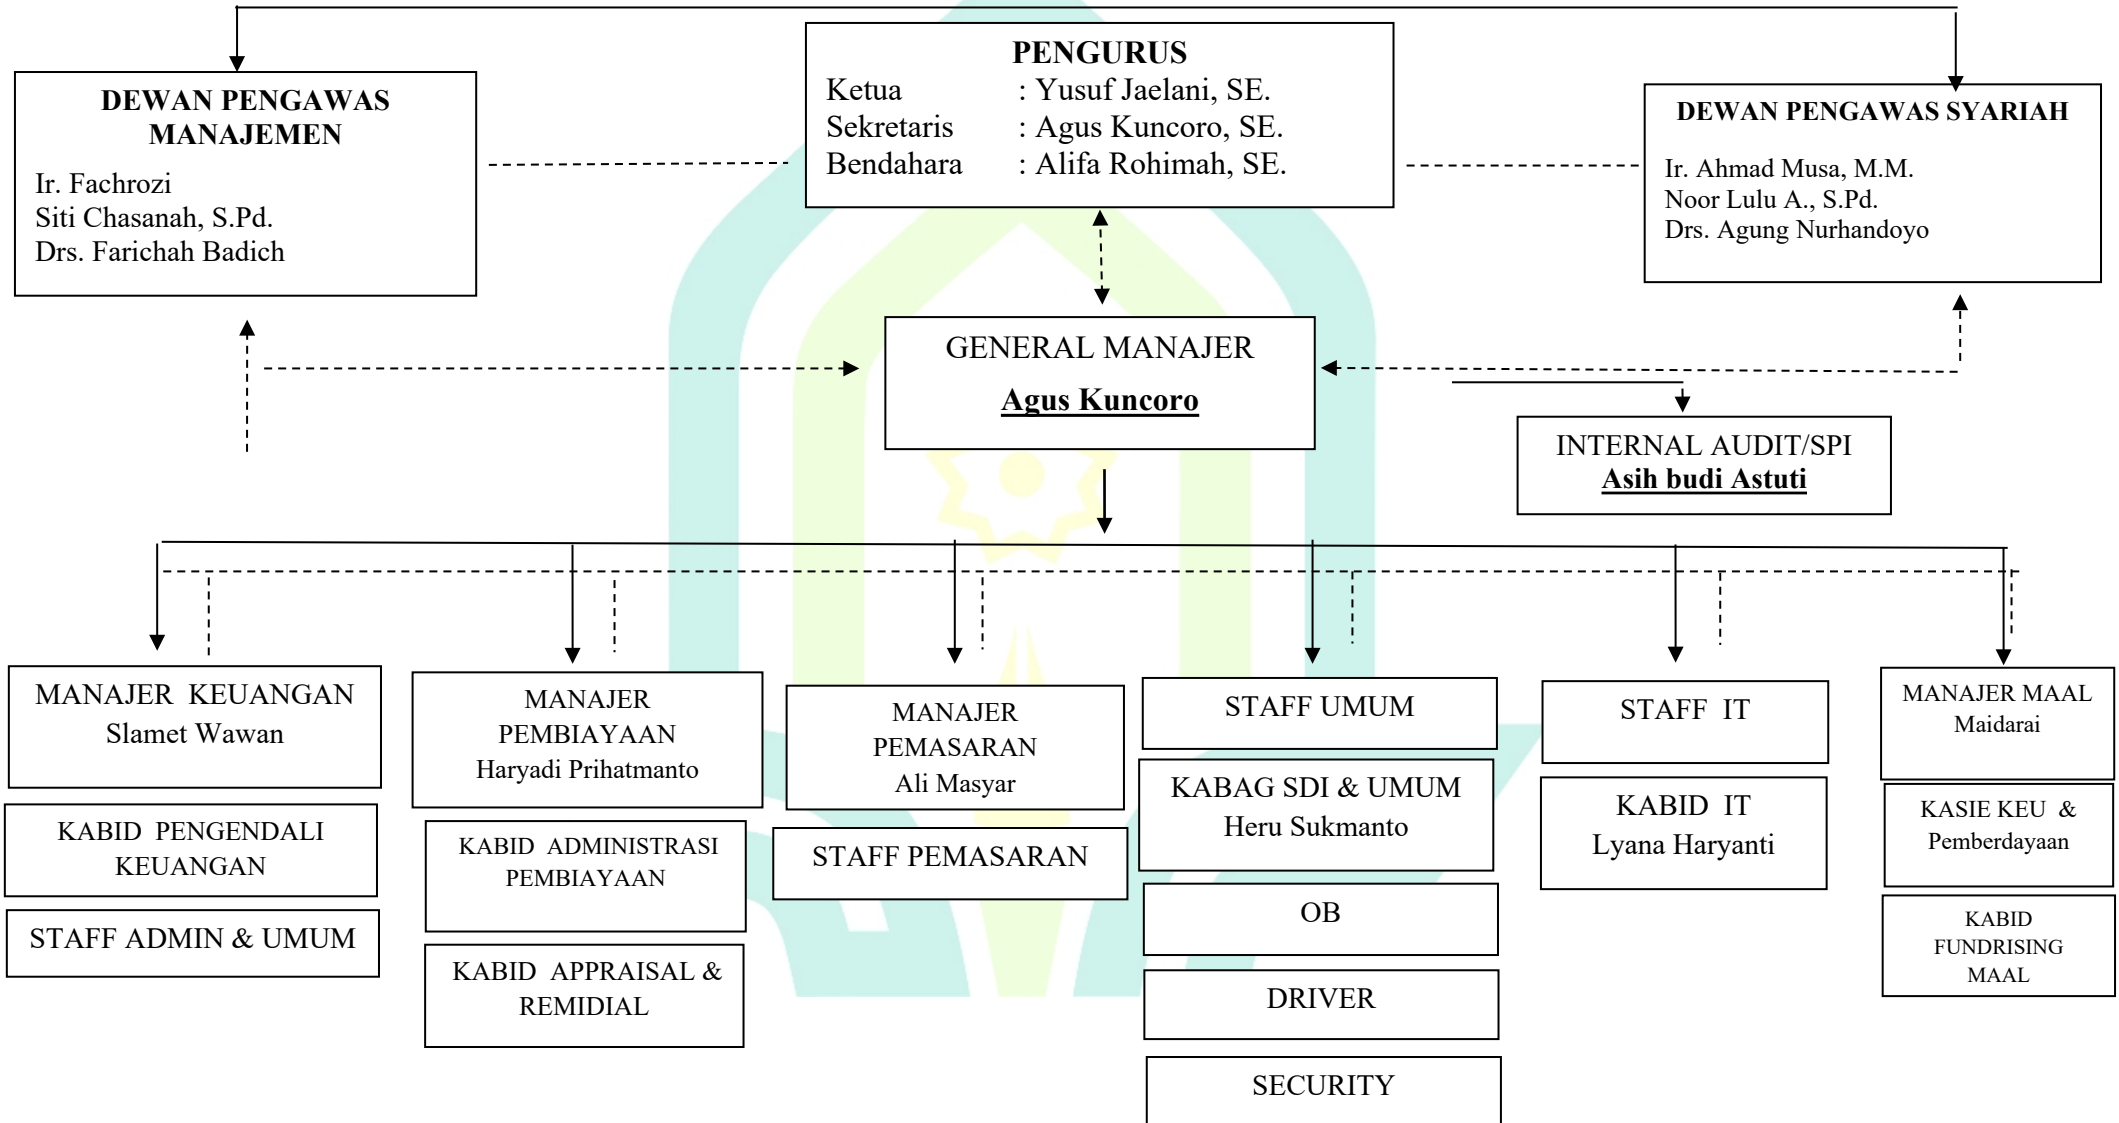 PENGURUS
Ketua : Yusuf Jaelani, SE.
Sekretaris : Agus Kuncoro, SE.
Bendahara : Alifa Rohimah, SE.
DEWAN PENGAWAS
MANAJEMEN
Ir. Fachrozi
Siti Chasanah, S.Pd.
Drs. Farichah Badich
DEWAN PENGAWAS SYARIAH
Ir. Ahmad Musa, M.M.
Noor Lulu A., S.Pd.
Drs. Agung Nurhandoyo
GENERAL MANAJER
Agus Kuncoro
INTERNAL AUDIT/SPI
Asih budi Astuti
MANAJER KEUANGAN
Slamet Wawan
KABID PENGENDALI
KEUANGAN
STAFF ADMIN & UMUM
MANAJER
PEMBIAYAAN
Haryadi Prihatmanto
KABID ADMINISTRASI
PEMBIAYAAN
KABID APPRAISAL &
REMIDIAL
MANAJER
PEMASARAN
Ali Masyar
STAFF PEMASARAN
STAFF UMUM
KABAG SDI & UMUM
Heru Sukmanto
OB
DRIVER
SECURITY
STAFF IT
KABID IT
Lyana Haryanti
MANAJER MAAL
Maidarai
KASIE KEU &
Pemberdayaan
KABID
FUNDRISING
MAAL